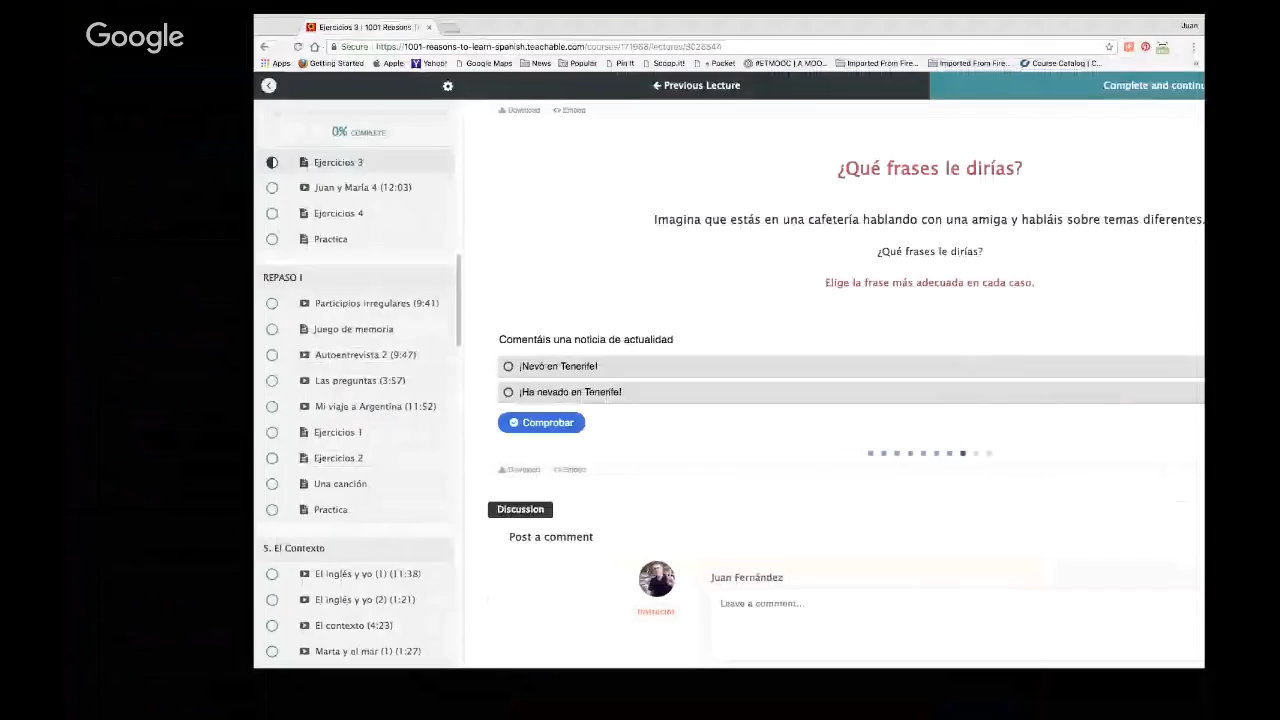 Google
Ejercicios 3 | 1001 Reasons
Juan
Secure
https://1001-reasons-to-learn-spanish.teachable.com/courses/171968/lectures/3028544
Apps Getting Started Apple Yahoo! Google Maps News Popular Pin It Scoop.it! + Pocket #ETMOOC | A MOO... Imported From Fire... Imported From Fire... Course Catalog | C...
Previous Lecture
Complete and continu
0% COMPLETE
Download Embed
Ejercicios 3
¿Qué frases le dirías?
Juan y María 4 (12:03)
Ejercicios 4
Imagina que estás en una cafetería hablando con una amiga y habláis sobre temas diferentes.
Practica
¿Qué frases le dirías?
REPASO I
Elige la frase más adecuada en cada caso.
Participios irregulares (9:41)
Juego de memoria
Comentáis una noticia de actualidad
Autoentrevista 2 (9:47)
¡Nevó en Tenerife!
Las preguntas (3:57)
¡Ha nevado en Tenerife!
Mi viaje a Argentina (11:52)
Comprobar
Ejercicios 1
Ejercicios 2
Download Embed
Una canción
Practica
Discussion
Post a comment
5. El Contexto
El inglés y yo (1) (11:38)
Juan Fernández
El inglés y yo (2) (1:21)
Leave a comment...
Instructor
El contexto (4:23)
Marta y el mar (1) (1:27)